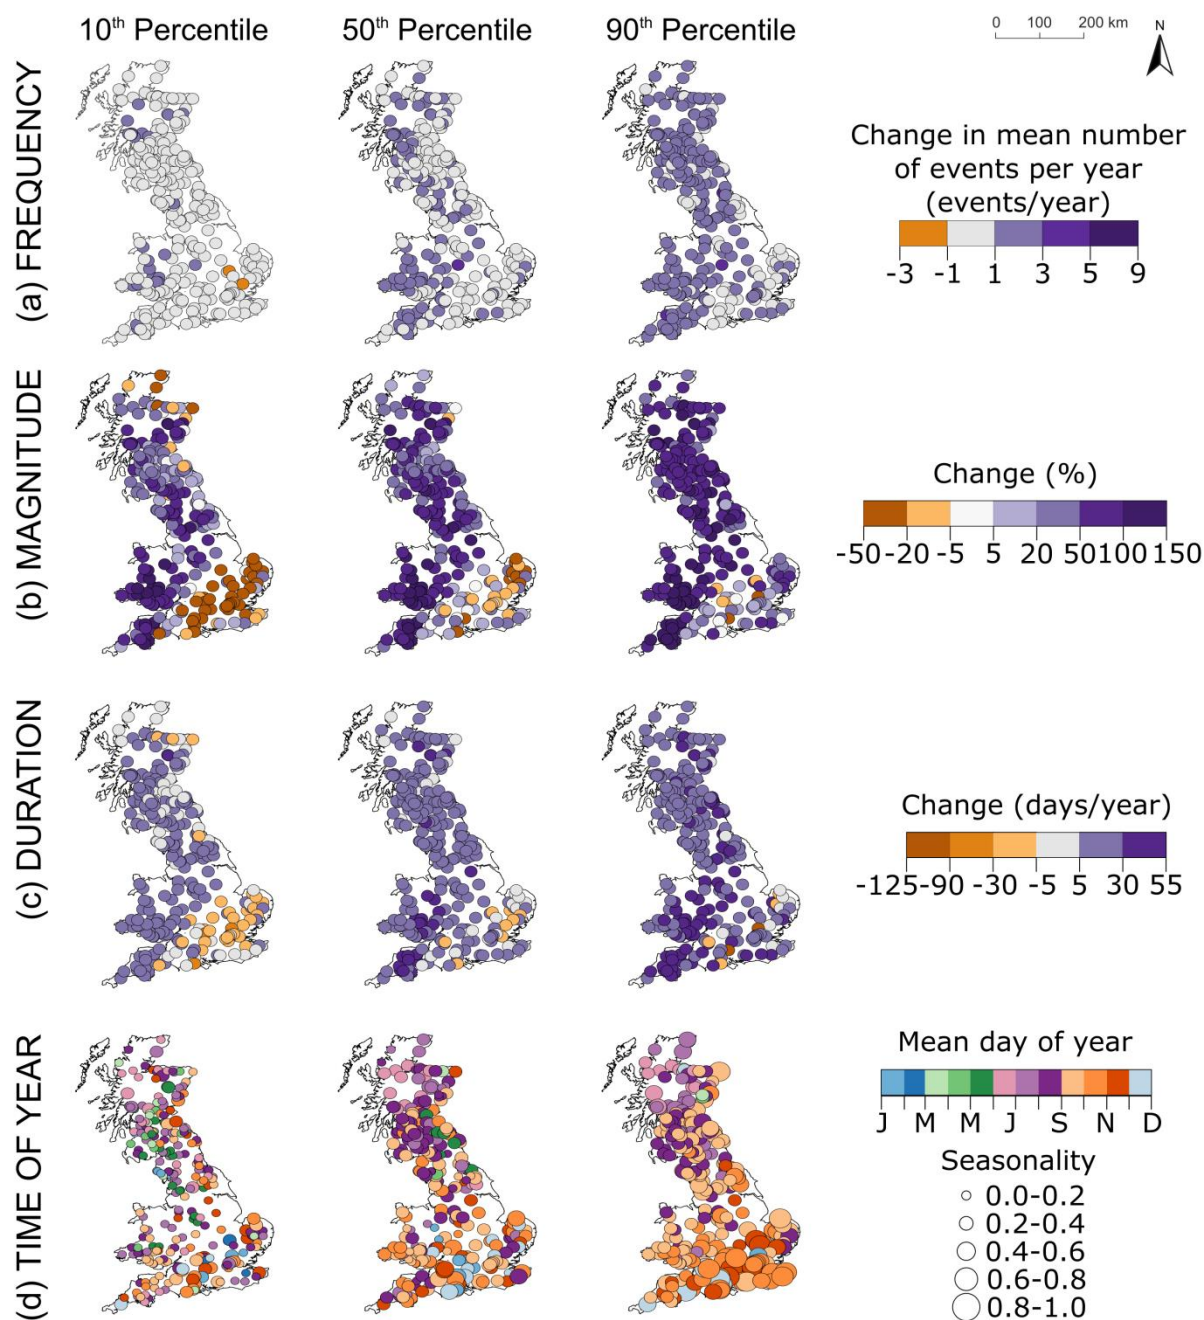 10th Percentile
50th Percentile
90th Percentile
0 100 200 km
N
(a) FREQUENCY
Change in mean number
of events per year
(events/year)
-3 -1 1 3 5 9
(b) MAGNITUDE
Change (%)
-50 -20 -5 5 20 50 100 150
(c) DURATION
Change (days/year)
-125 -90 -30 -5 5 30 55
(d) TIME OF YEAR
Mean day of year
J M M J S N D
Seasonality
0.0-0.2
0.2-0.4
0.4-0.6
0.6-0.8
0.8-1.0